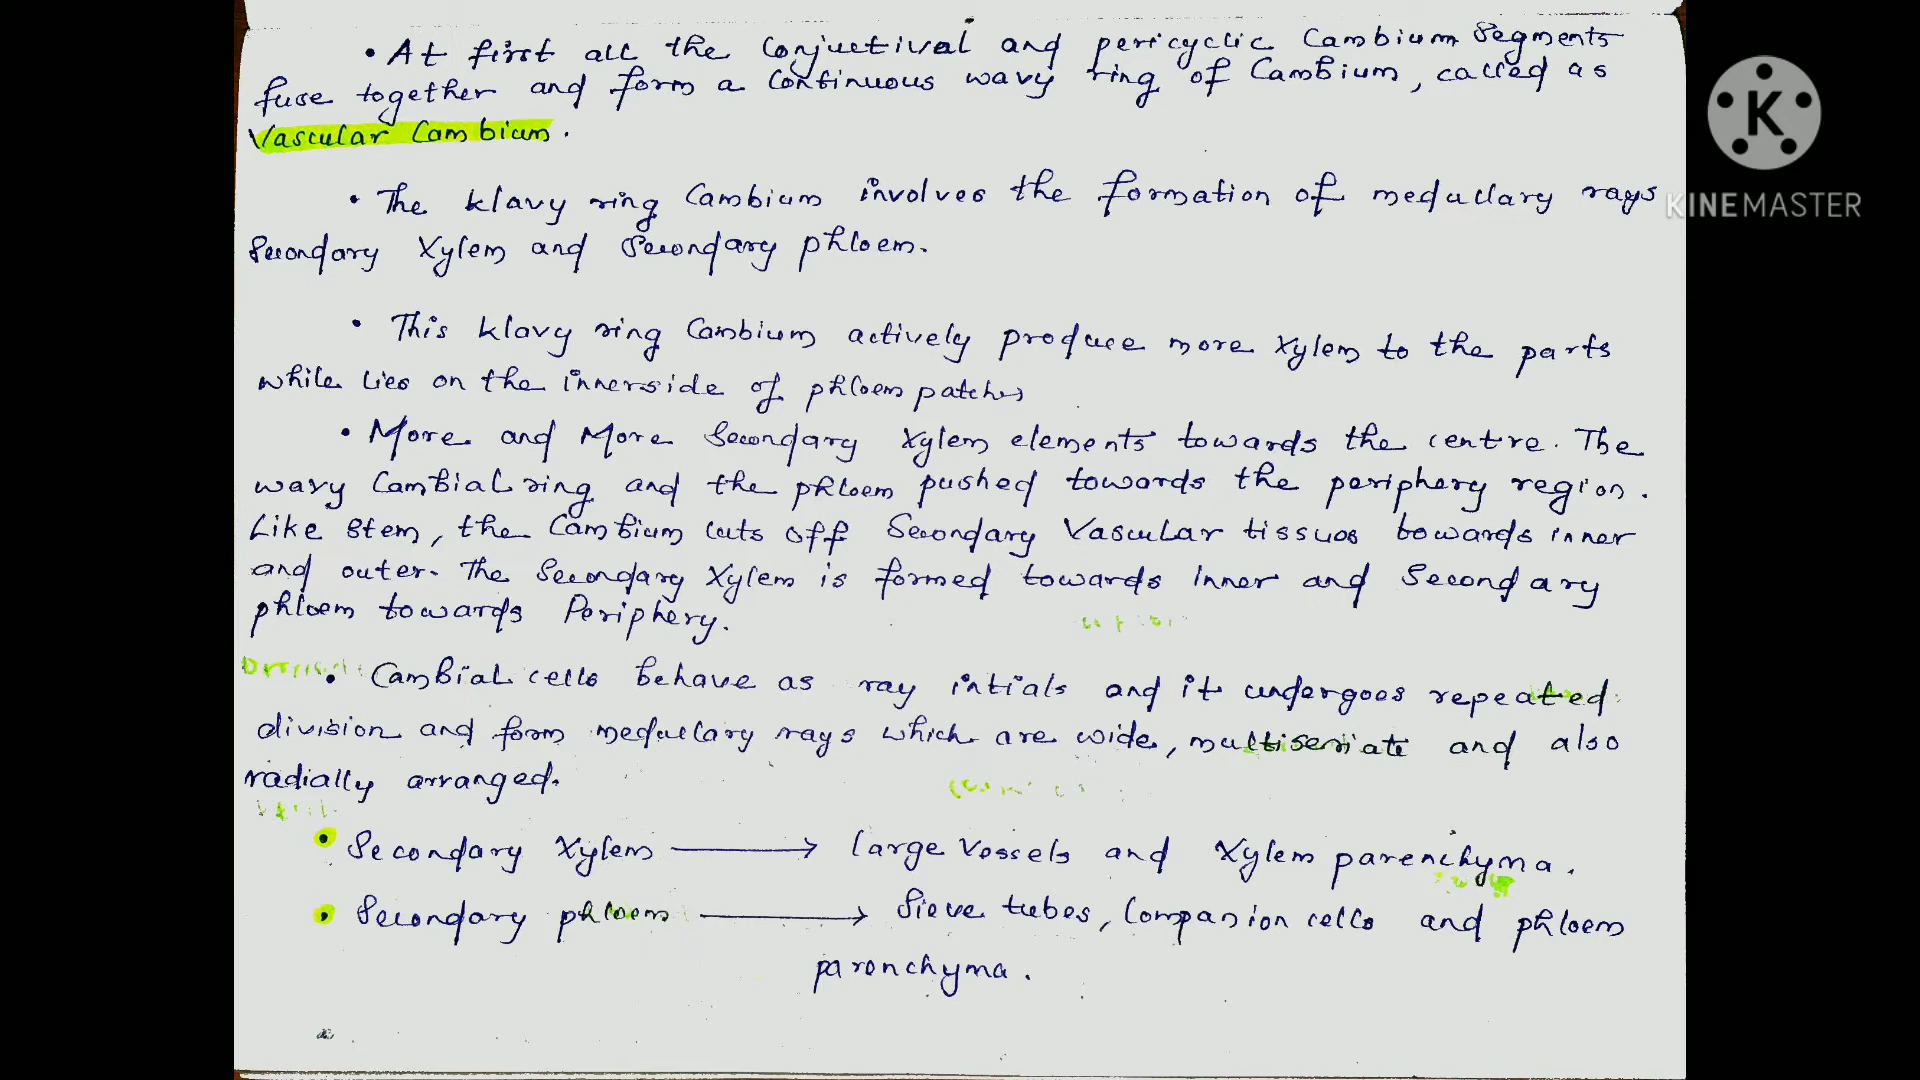 • At first all the Conjuctival and pericyclic Cambium Segments
fuse together and form a Continuous wavy ring of Cambium, called as
Vascular Cambium.
• The klavy ring Cambium involves the formation of medullary rays
Secondary Xylem and Secondary phloem.
• This klavy ring Cambium actively produce more Xylem to the parts
while lies on the innerside of phloem patches
• More and More Secondary Xylem elements towards the centre. The
wavy Cambial ring and the phloem pushed towards the periphery region.
Like stem, the Cambium cuts off Secondary Vascular tissues towards inner
and outer. The Secondary Xylem is formed towards inner and Secondary
phloem towards Periphery.
• Cambial cells behave as ray intials and it undergoes repeated
division and form medullary rays which are wide, multiseriate and also
radially arranged.
• Secondary Xylem → large vessels and Xylem parenchyma.
• Secondary phloem → Sieve tubes, Companion cells and phloem
parenchyma.
K
KINEMASTER